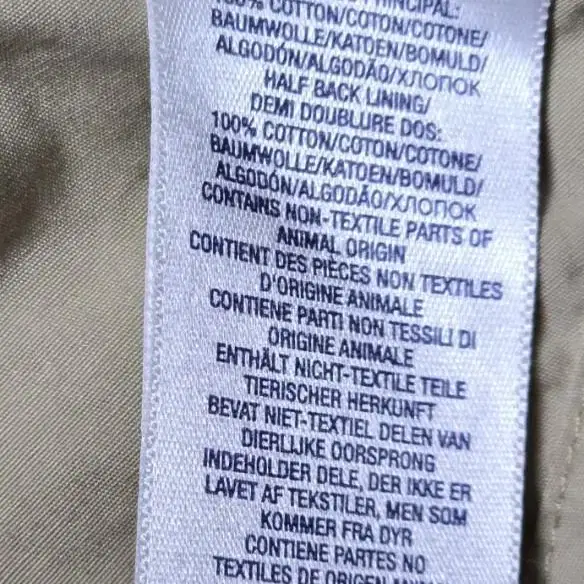 100% COTTON/COTON/COTONE/
BAUMWOLLE/KATOEN/BOMULD/
ALGODÓN/ALGODÃO/ХЛОПОК
HALF BACK LINING/
DEMI DOUBLURE DOS:
100% COTTON/COTON/COTONE/
BAUMWOLLE/KATOEN/BOMULD/
ALGODÓN/ALGODÃO/ХЛОПОК
CONTAINS NON-TEXTILE PARTS OF
ANIMAL ORIGIN
CONTIENT DES PIÈCES NON TEXTILES
D'ORIGINE ANIMALE
CONTIENE PARTI NON TESSILI DI
ORIGINE ANIMALE
ENTHÄLT NICHT-TEXTILE TEILE
TIERISCHER HERKUNFT
BEVAT NIET-TEXTIEL DELEN VAN
DIERLIJKE OORSPRONG
INDEHOLDER DELE, DER IKKE ER
LAVET AF TEKSTILER, MEN SOM
KOMMER FRA DYR
CONTIENE PARTES NO
TEXTILES DE ORIGEN